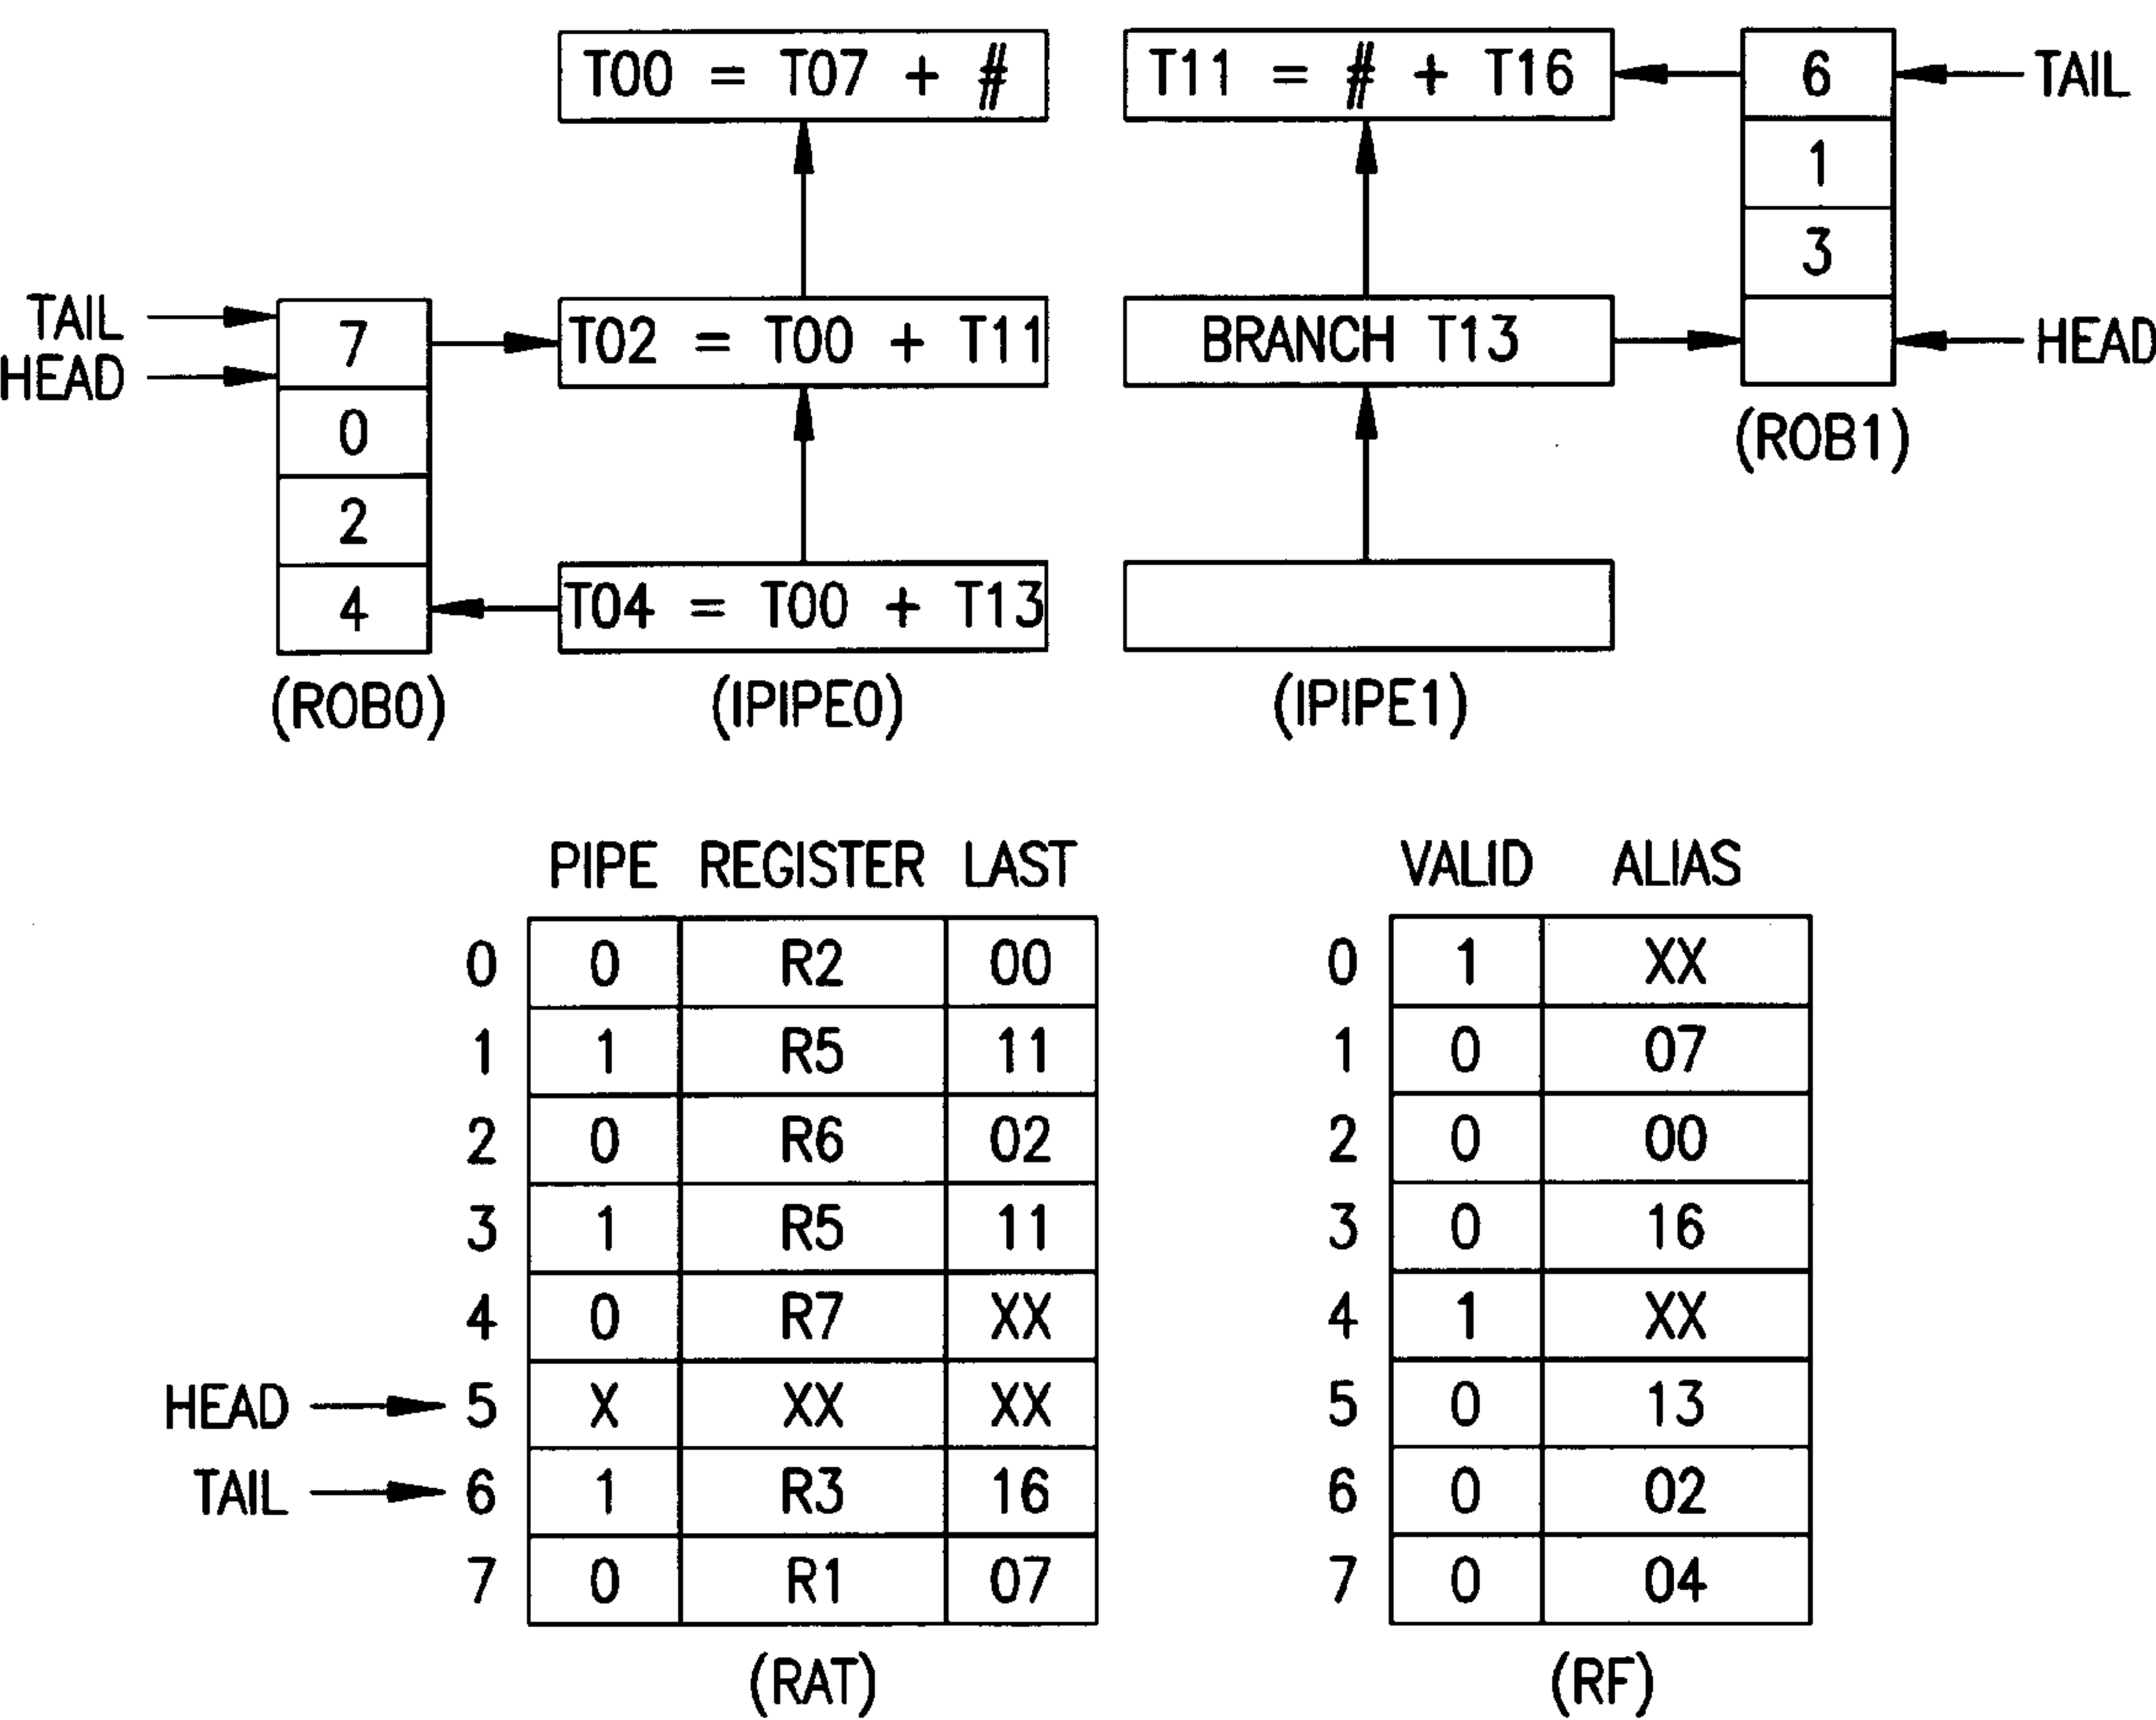 T00 = T07 + #
T11 = # + T16
6
TAIL
1
3
TAIL
HEAD
7
T02 = T00 + T11
BRANCH T13
HEAD
0
(ROB1)
2
4
T04 = T00 + T13
(ROB0)
(IPIPE0)
(IPIPE1)
PIPE REGISTER LAST
0 0 R2 00
1 1 R5 11
2 0 R6 02
3 1 R5 11
4 0 R7 XX
HEAD 5 X XX XX
TAIL 6 1 R3 16
7 0 R1 07
(RAT)
VALID ALIAS
0 1 XX
1 0 07
2 0 00
3 0 16
4 1 XX
5 0 13
6 0 02
7 0 04
(RF)